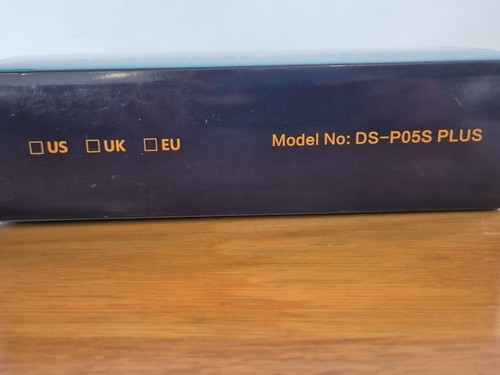 ☐ US ☐ UK ☐ EU Model No: DS-P05S PLUS